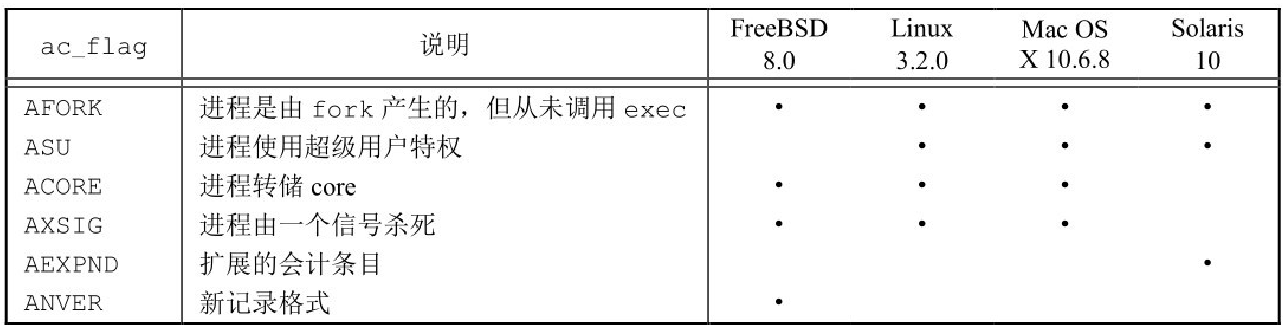 ac_flag 说明 FreeBSD 8.0 Linux 3.2.0 Mac OS X 10.6.8 Solaris 10
AFORK 进程是由 fork 产生的，但从未调用 exec • • • •
ASU 进程使用超级用户特权 • • •
ACORE 进程转储 core • • •
AXSIG 进程由一个信号杀死 • • •
AEXPND 扩展的会计条目 •
ANVER 新记录格式 •